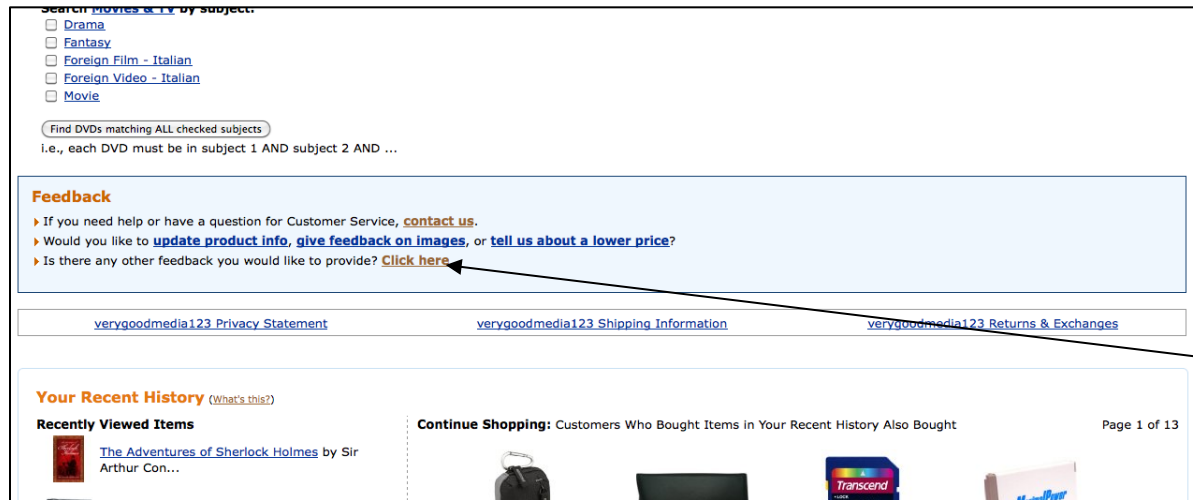 Search Movies & TV by subject:
Drama
Fantasy
Foreign Film - Italian
Foreign Video - Italian
Movie
Find DVDs matching ALL checked subjects
i.e., each DVD must be in subject 1 AND subject 2 AND ...
Feedback
If you need help or have a question for Customer Service, contact us.
Would you like to update product info, give feedback on images, or tell us about a lower price?
Is there any other feedback you would like to provide? Click here
verygoodmedia123 Privacy Statement verygoodmedia123 Shipping Information verygoodmedia123 Returns & Exchanges
Your Recent History (What's this?)
Recently Viewed Items
The Adventures of Sherlock Holmes by Sir
Arthur Con...
Continue Shopping: Customers Who Bought Items in Your Recent History Also Bought
Page 1 of 13
Transcend